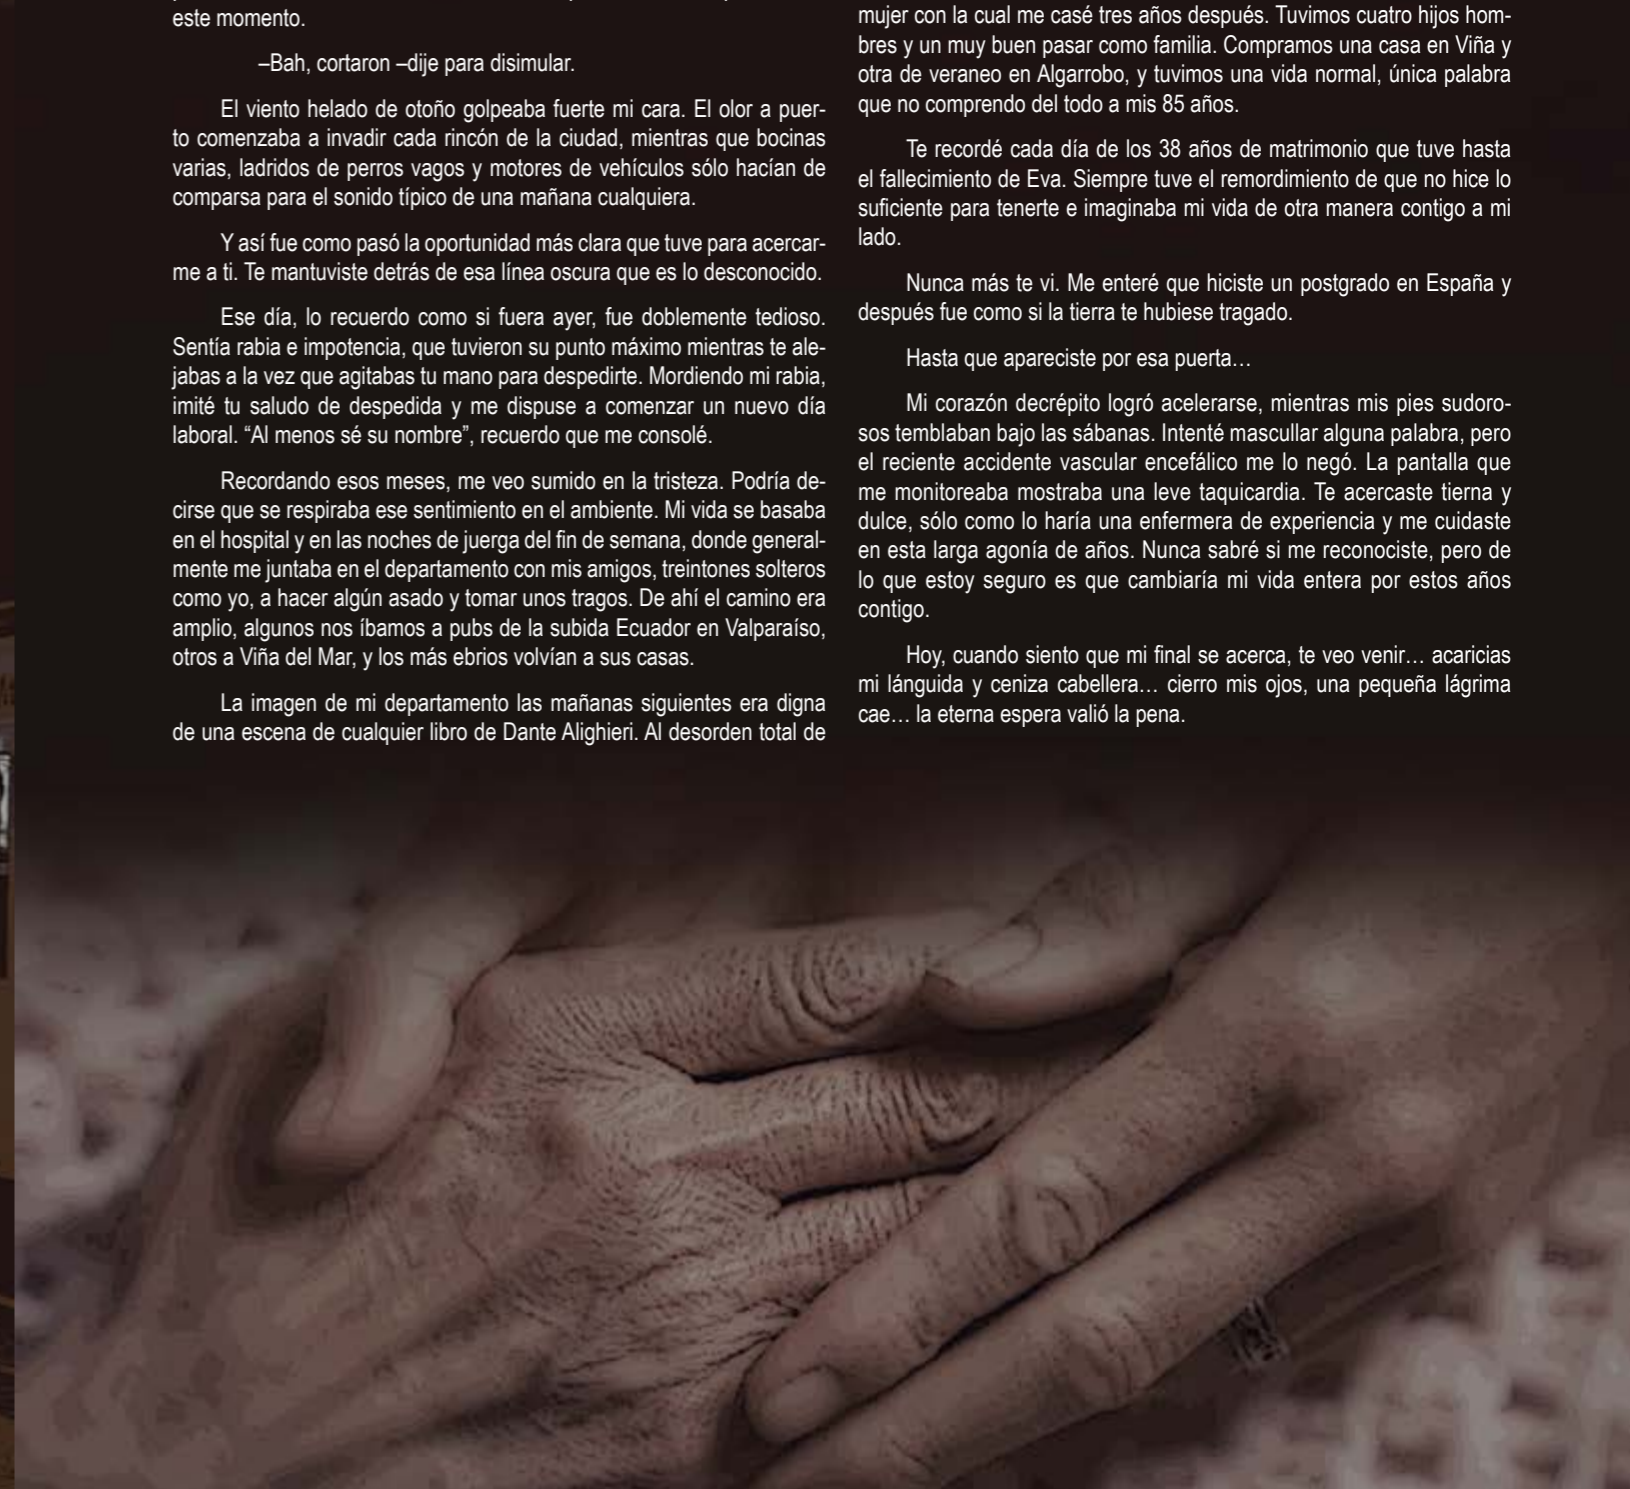 este momento.
–Bah, cortaron –dije para disimular.
El viento helado de otoño golpeaba fuerte mi cara. El olor a puer-
to comenzaba a invadir cada rincón de la ciudad, mientras que bocinas
varias, ladridos de perros vagos y motores de vehículos sólo hacían de
comparsa para el sonido típico de una mañana cualquiera.
Y así fue como pasó la oportunidad más clara que tuve para acercar-
me a ti. Te mantuviste detrás de esa línea oscura que es lo desconocido.
Ese día, lo recuerdo como si fuera ayer, fue doblemente tedioso.
Sentía rabia e impotencia, que tuvieron su punto máximo mientras te ale-
jabas a la vez que agitabas tu mano para despedirte. Mordiendo mi rabia,
imité tu saludo de despedida y me dispuse a comenzar un nuevo día
laboral. “Al menos sé su nombre”, recuerdo que me consolé.
Recordando esos meses, me veo sumido en la tristeza. Podría de-
cirse que se respiraba ese sentimiento en el ambiente. Mi vida se basaba
en el hospital y en las noches de juerga del fin de semana, donde general-
mente me juntaba en el departamento con mis amigos, treintones solteros
como yo, a hacer algún asado y tomar unos tragos. De ahí el camino era
amplio, algunos nos íbamos a pubs de la subida Ecuador en Valparaíso,
otros a Viña del Mar, y los más ebrios volvían a sus casas.
La imagen de mi departamento las mañanas siguientes era digna
de una escena de cualquier libro de Dante Alighieri. Al desorden total de
mujer con la cual me casé tres años después. Tuvimos cuatro hijos hom-
bres y un muy buen pasar como familia. Compramos una casa en Viña y
otra de veraneo en Algarrobo, y tuvimos una vida normal, única palabra
que no comprendo del todo a mis 85 años.
Te recordé cada día de los 38 años de matrimonio que tuve hasta
el fallecimiento de Eva. Siempre tuve el remordimiento de que no hice lo
suficiente para tenerte e imaginaba mi vida de otra manera contigo a mi
lado.
Nunca más te vi. Me enteré que hiciste un postgrado en España y
después fue como si la tierra te hubiese tragado.
Hasta que apareciste por esa puerta…
Mi corazón decrépito logró acelerarse, mientras mis pies sudoro-
sos temblaban bajo las sábanas. Intenté mascullar alguna palabra, pero
el reciente accidente vascular encefálico me lo negó. La pantalla que
me monitoreaba mostraba una leve taquicardia. Te acercaste tierna y
dulce, sólo como lo haría una enfermera de experiencia y me cuidaste
en esta larga agonía de años. Nunca sabré si me reconociste, pero de
lo que estoy seguro es que cambiaría mi vida entera por estos años
contigo.
Hoy, cuando siento que mi final se acerca, te veo venir… acaricias
mi lánguida y ceniza cabellera… cierro mis ojos, una pequeña lágrima
cae… la eterna espera valió la pena.